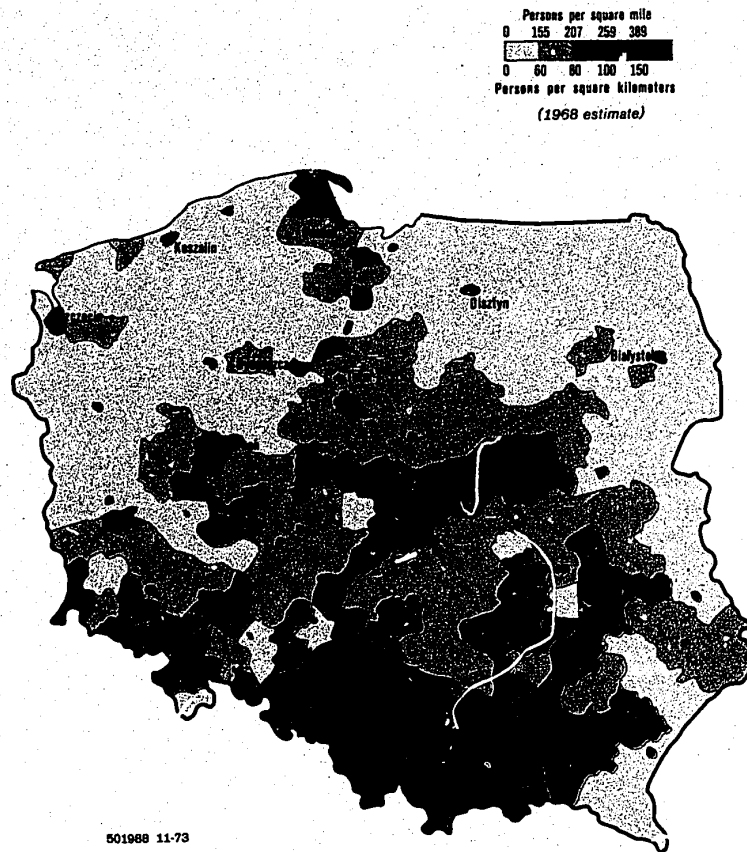 Persons per square mile
0 155 207 259 389
0 60 80 100 150
Persons per square kilometers
(1968 estimate)
Koszalin
Olsztyn
Białystok
501988 11-73